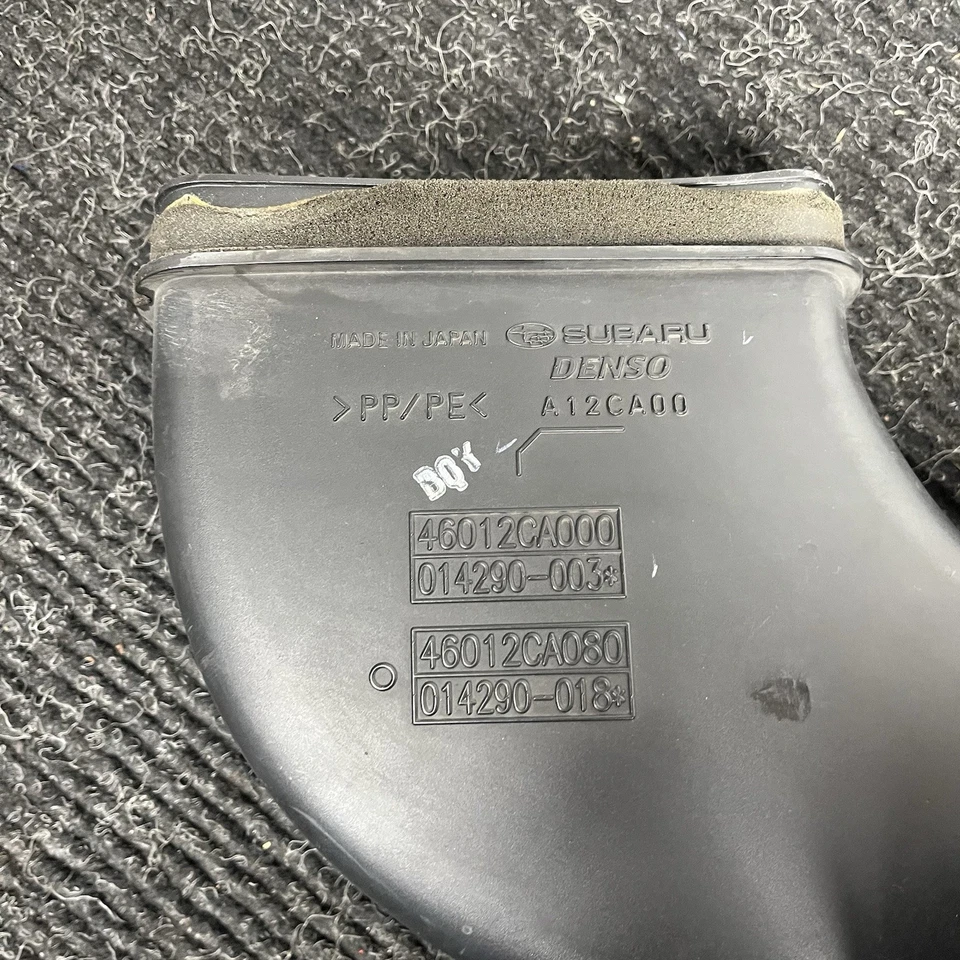 MADE IN JAPAN SUBARU
DENSO
>PP/PE< A12CA00
46012CA000
014290-003*
46012CA080
014290-018*